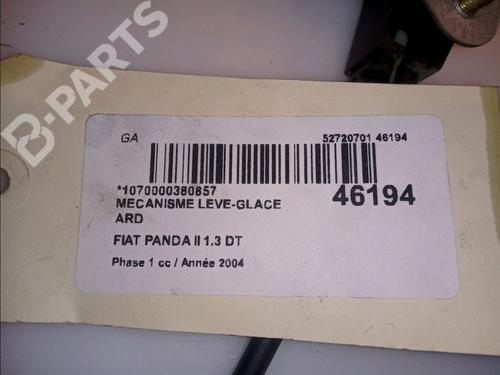 B-PARTS
GA
52720701 46194
*1070000380857
46194
MECANISME LEVE-GLACE
ARD
FIAT PANDA II 1.3 DT
Phase 1 cc / Année 2004